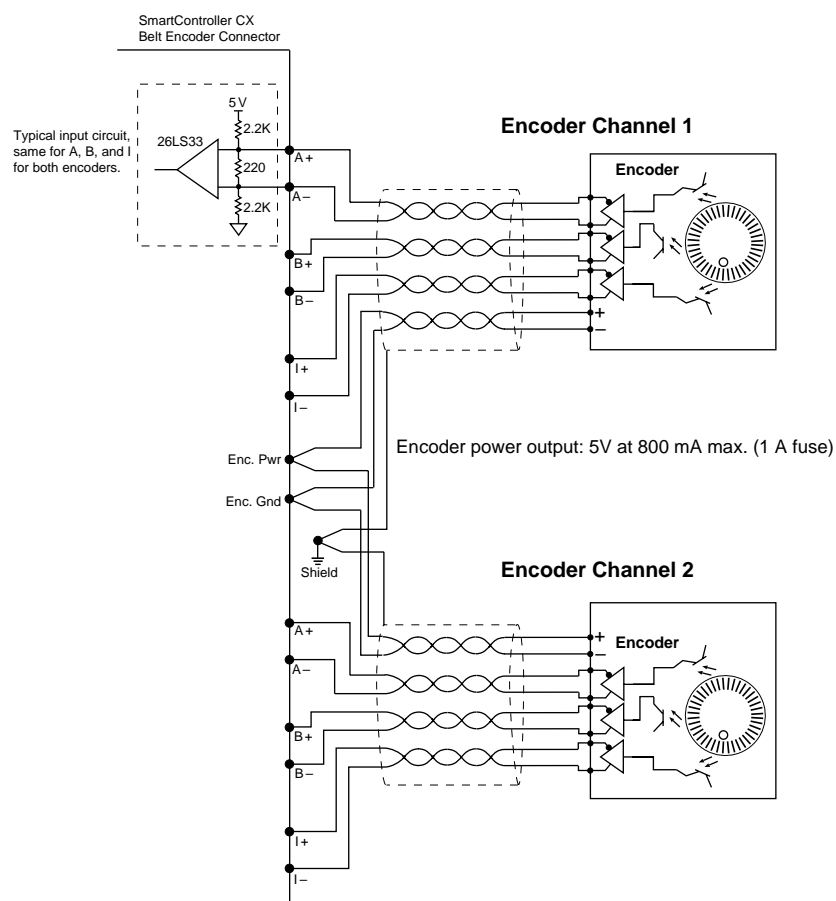 SmartController CX
Belt Encoder Connector
5 V
2.2K
26LS33
220
2.2K
Typical input circuit,
same for A, B, and I
for both encoders.
A+
A–
B+
B–
I+
I–
Encoder Channel 1
Encoder
+
–
Enc. Pwr
Enc. Gnd
Encoder power output: 5V at 800 mA max. (1 A fuse)
Shield
Encoder Channel 2
Encoder
+
–
A+
A–
B+
B–
I+
I–